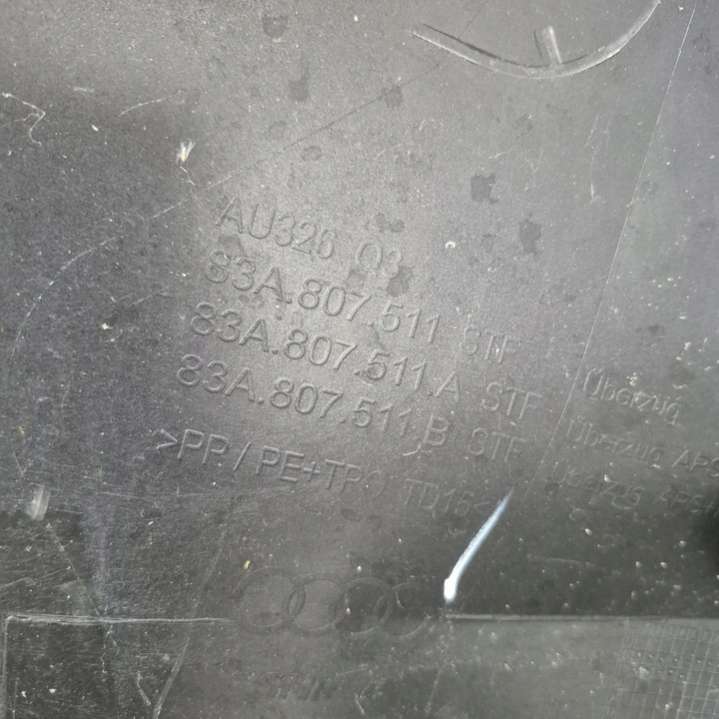 AU326 Q3
83A.807.511 STF Überzug
83A.807.511.A STF Überzug APS
83A.807.511.B STF
>PP/PE+TPO TD16